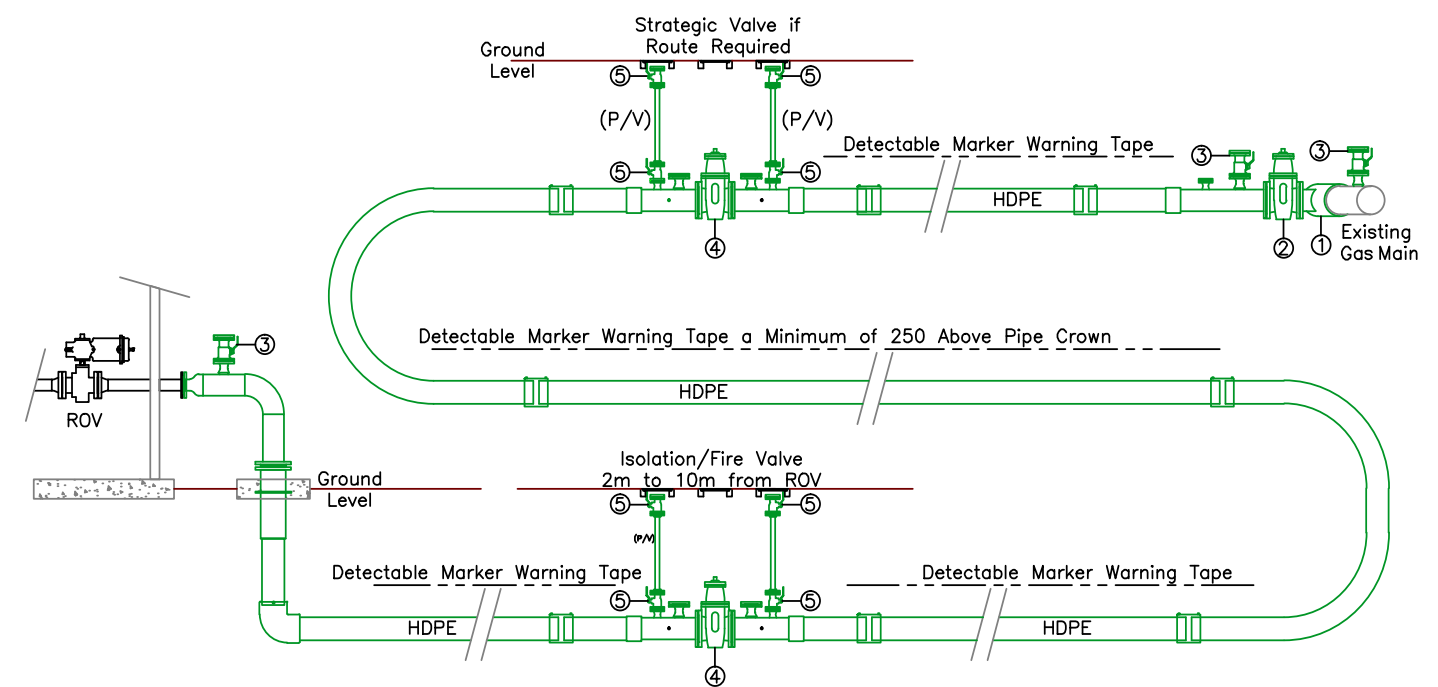 Strategic Valve if
Route Required
Ground
Level
5
5
(P/V)
(P/V)
Detectable Marker Warning Tape
3
3
5
5
HDPE
4
2
1
Existing
Gas Main
Detectable Marker Warning Tape a Minimum of 250 Above Pipe Crown
3
HDPE
ROV
Isolation/Fire Valve
2m to 10m from ROV
Ground
Level
5
5
(P/V)
Detectable Marker Warning Tape
Detectable Marker Warning Tape
5
5
HDPE
HDPE
4